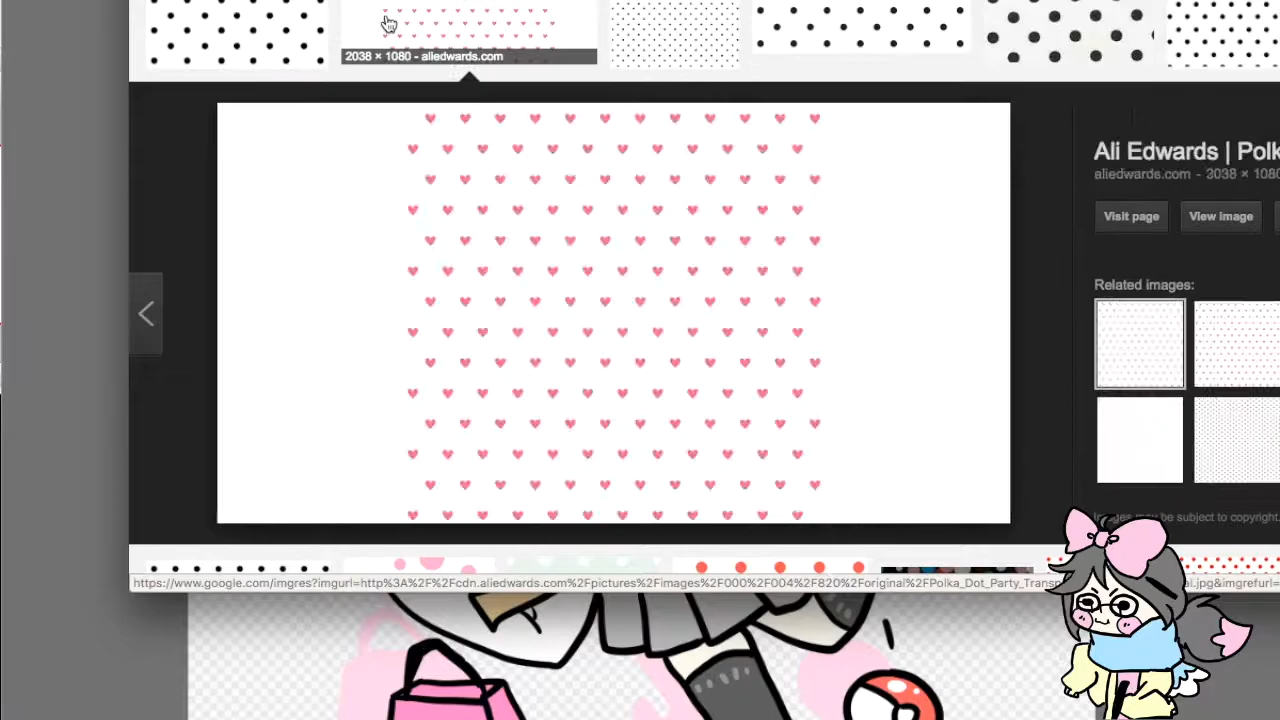 2038 × 1080 - aliedwards.com
Ali Edwards | Polk
aliedwards.com - 2038 × 1080
Visit page
View image
Related images:
Images may be subject to copyright.
https://www.google.com/imgres?imgurl=http%3A%2F%2Fcdn.aliedwards.com%2Fpictures%2Fimages%2F000%2F004%2F820%2Foriginal%2FPolka_Dot_Party_Transp
al.jpg&imgrefurl=